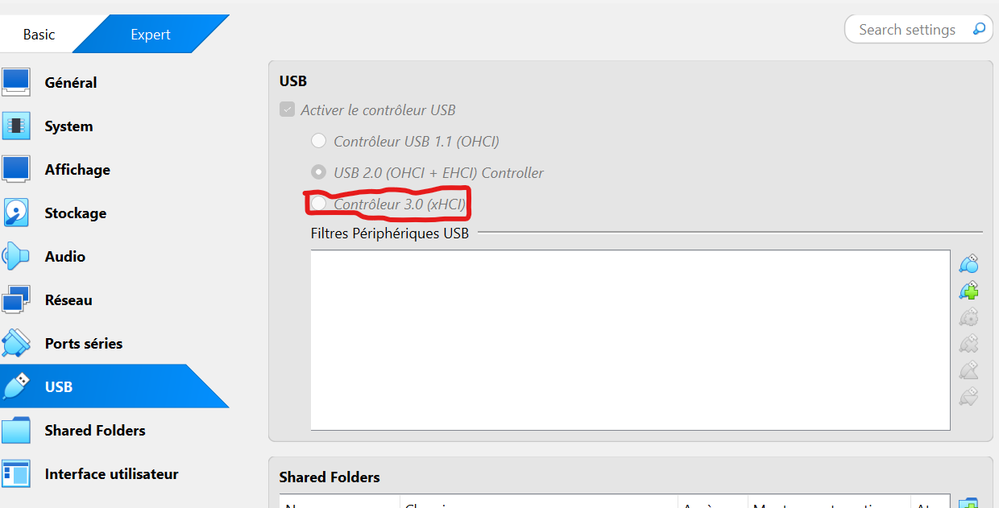 Basic
Expert
Search settings
Général
System
Affichage
Stockage
Audio
Réseau
Ports séries
USB
Shared Folders
Interface utilisateur
USB
Activer le contrôleur USB
Contrôleur USB 1.1 (OHCI)
USB 2.0 (OHCI + EHCI) Controller
Contrôleur 3.0 (xHCI)
Filtres Périphériques USB
Shared Folders